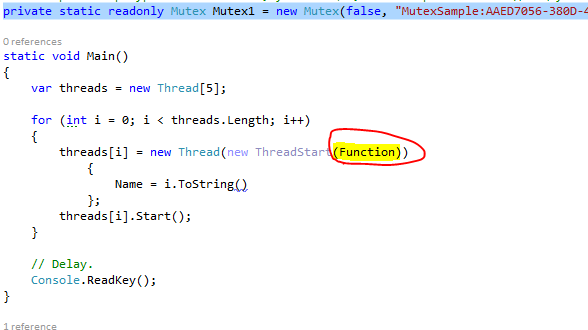 private static readonly Mutex Mutex1 = new Mutex(false, "MutexSample:AAED7056-380D-4
0 references
static void Main()
{
var threads = new Thread[5];
for (int i = 0; i < threads.Length; i++)
{
threads[i] = new Thread(new ThreadStart(Function))
{
Name = i.ToString()
};
threads[i].Start();
}
// Delay.
Console.ReadKey();
}
1 reference